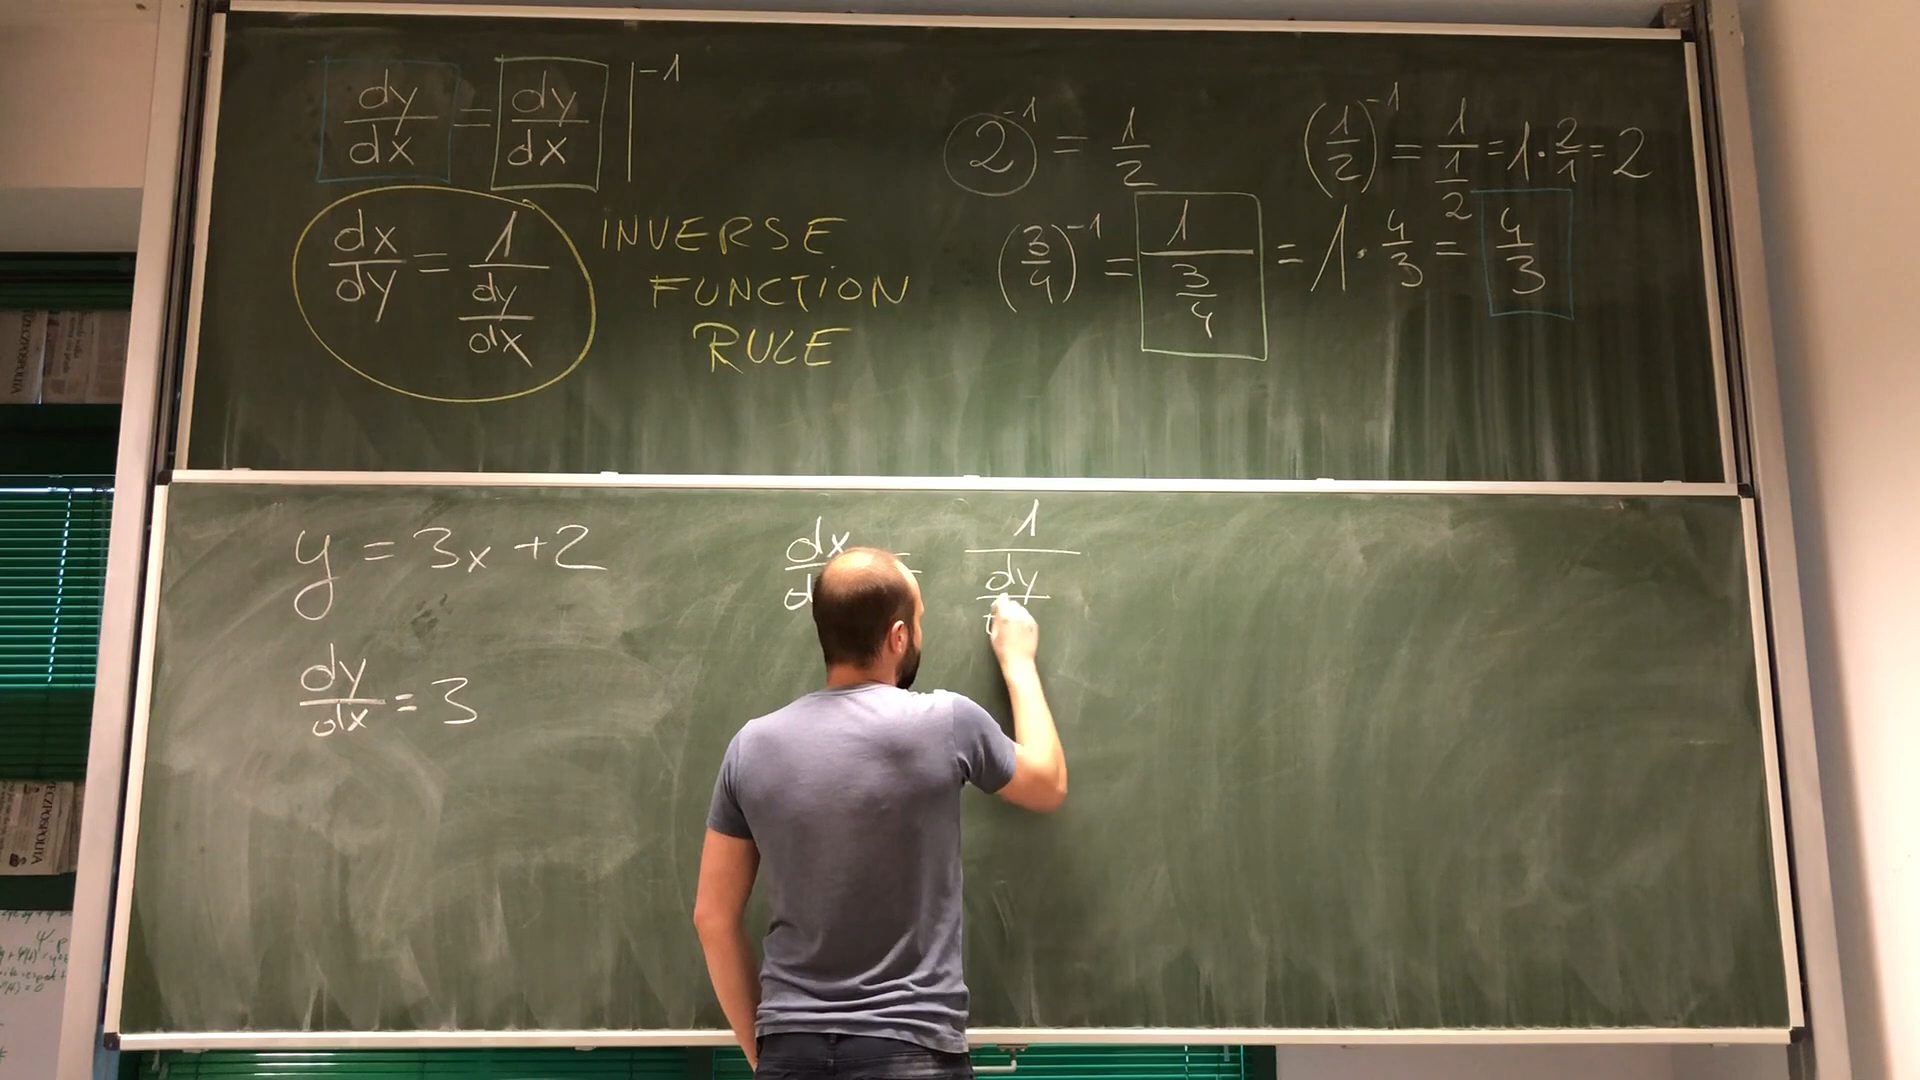 dy/dx = dy/dx |^-1
dx/dy = 1/(dy/dx)
INVERSE
FUNCTION
RULE
2^-1 = 1/2
(1/2)^-1 = 1/(1/2) = 1 · 2/1 = 2
(3/4)^-1 = 1/(3/4) = 1 · 4/3 = 4/3
y = 3x + 2
dy/dx = 3
dx/d = 1/(dy/
RZECZPOSPOLITA